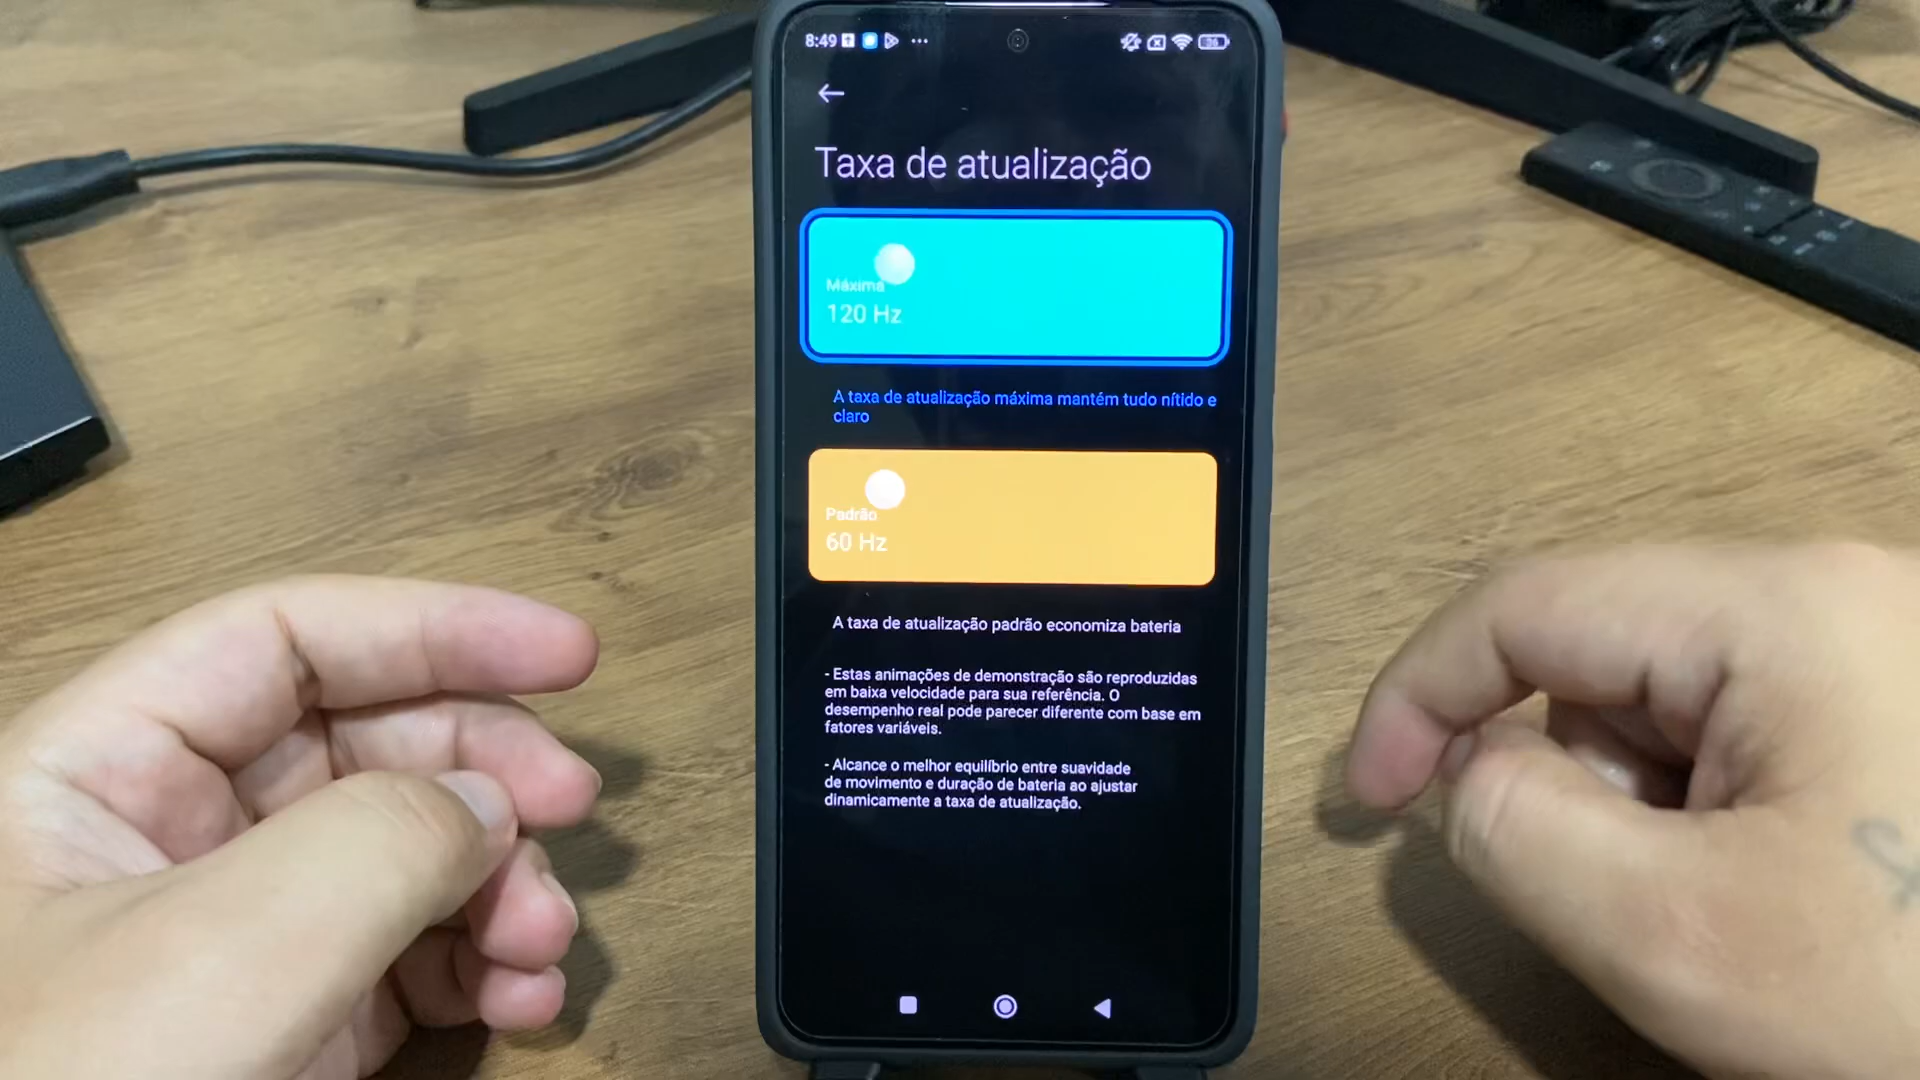 8:49
Taxa de atualização
Máxima
120 Hz
A taxa de atualização máxima mantém tudo nítido e
claro
Padrão
60 Hz
A taxa de atualização padrão economiza bateria
- Estas animações de demonstração são reproduzidas
em baixa velocidade para sua referência. O
desempenho real pode parecer diferente com base em
fatores variáveis.
- Alcance o melhor equilíbrio entre suavidade
de movimento e duração de bateria ao ajustar
dinamicamente a taxa de atualização.